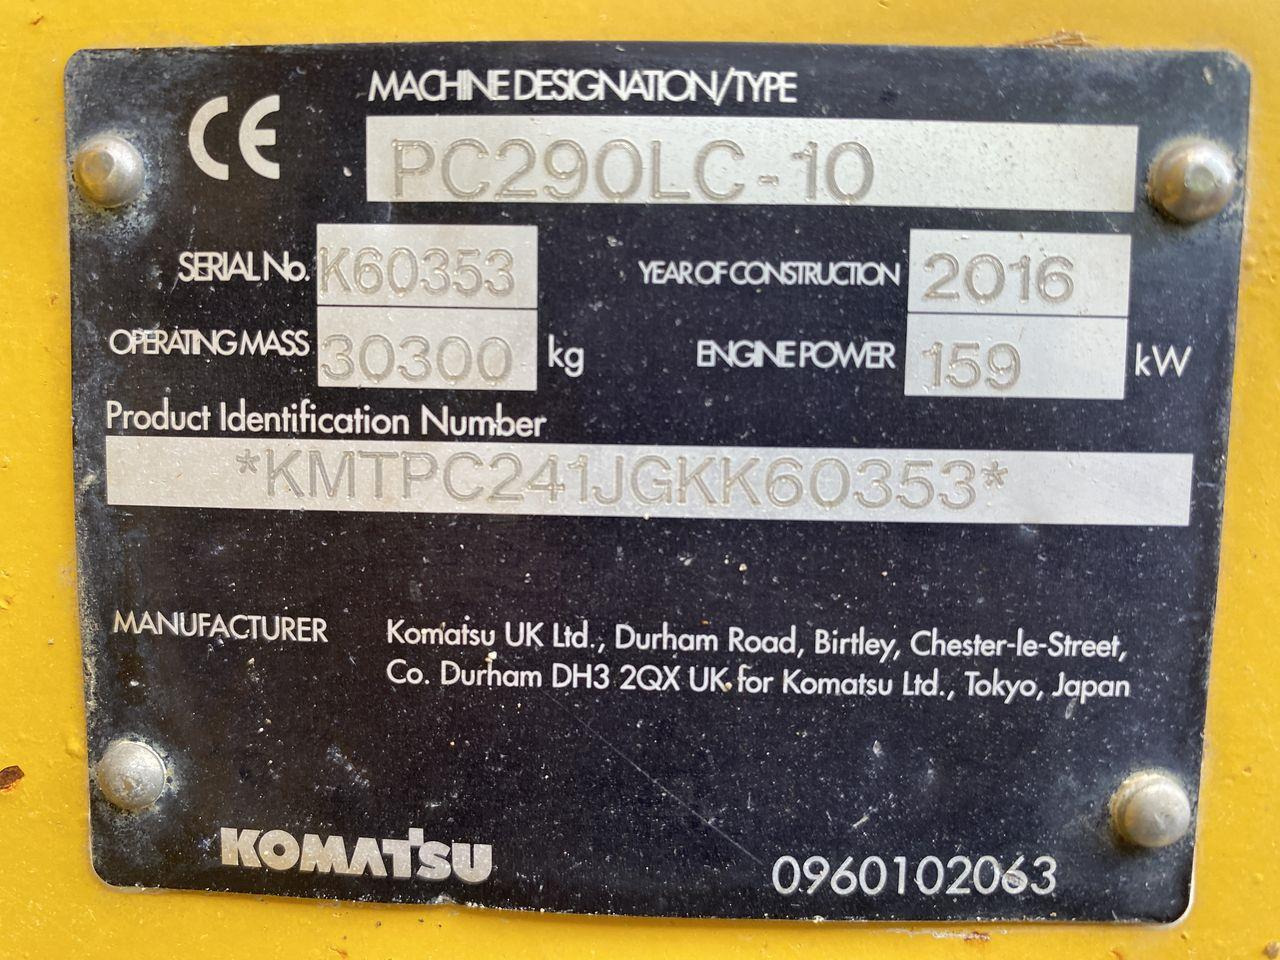 CE
MACHINE DESIGNATION/TYPE
PC290LC-10
SERIAL No. K60353 YEAR OF CONSTRUCTION 2016
OPERATING MASS 30300 kg ENGINE POWER 159 kW
Product Identification Number
*KMTPC241JGKK60353*
MANUFACTURER Komatsu UK Ltd., Durham Road, Birtley, Chester-le-Street,
Co. Durham DH3 2QX UK for Komatsu Ltd., Tokyo, Japan
KOMATSU 0960102063